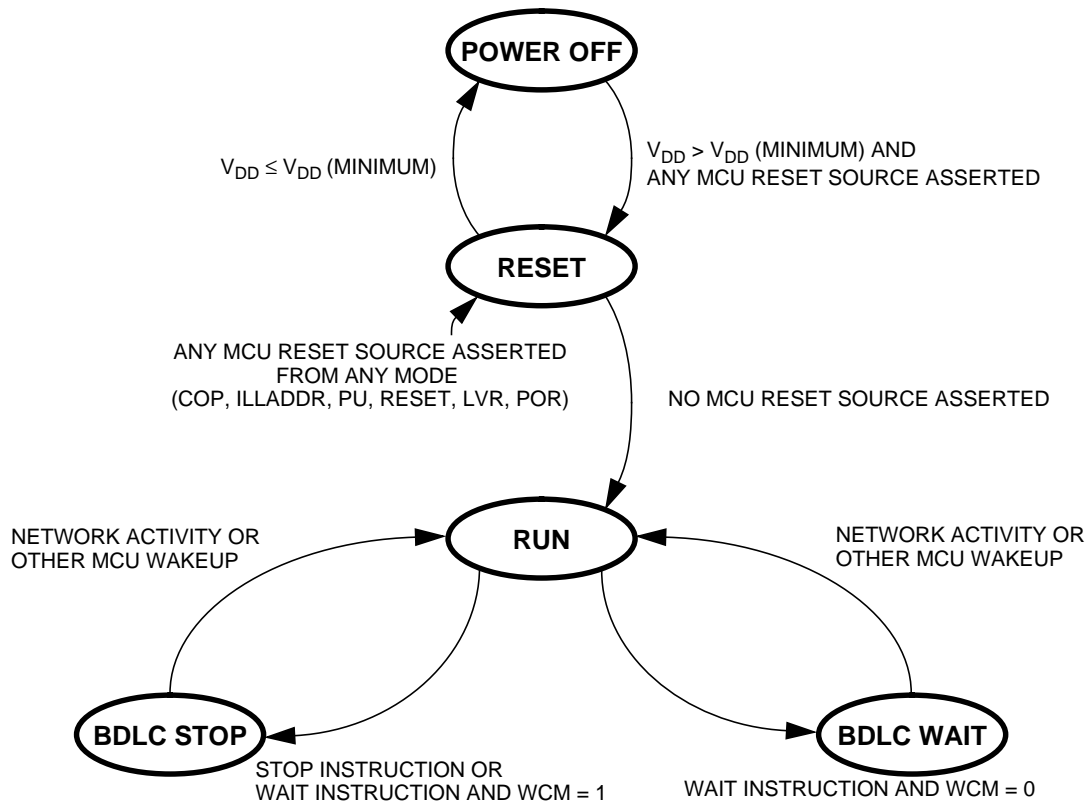 POWER OFF
V_DD ≤ V_DD (MINIMUM)
V_DD > V_DD (MINIMUM) AND
ANY MCU RESET SOURCE ASSERTED
RESET
ANY MCU RESET SOURCE ASSERTED
FROM ANY MODE
(COP, ILLADDR, PU, RESET, LVR, POR)
NO MCU RESET SOURCE ASSERTED
NETWORK ACTIVITY OR
OTHER MCU WAKEUP
RUN
NETWORK ACTIVITY OR
OTHER MCU WAKEUP
BDLC STOP
BDLC WAIT
STOP INSTRUCTION OR
WAIT INSTRUCTION AND WCM = 1
WAIT INSTRUCTION AND WCM = 0